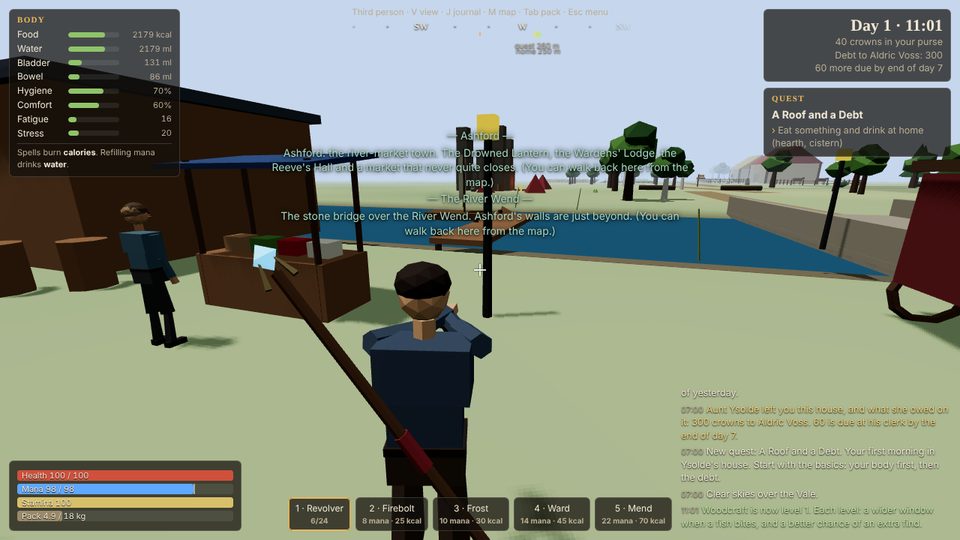 BODY
Food 2179 kcal
Water 2179 ml
Bladder 131 ml
Bowel 86 ml
Hygiene 70%
Comfort 60%
Fatigue 16
Stress 20
Spells burn calories. Refilling mana
drinks water.
Third person · V view · J journal · M map · Tab pack · Esc menu
SW W NW
home 250 m
Day 1 · 11:01
40 crowns in your purse
Debt to Aldric Voss: 300
60 more due by end of day 7
QUEST
A Roof and a Debt
› Eat something and drink at home
(hearth, cistern)
— Ashford —
Ashford, the river-market town. The Drowned Lantern, the Wardens' Lodge, the
Reeve's Hall and a market that never quite closes. (You can walk back here from the
map.)
— The River Wend —
The stone bridge over the River Wend. Ashford's walls are just beyond. (You can
walk back here from the map.)
of yesterday.
07:00 Aunt Ysolde left you this house, and what she owed on
it: 300 crowns to Aldric Voss. 60 is due at his clerk by the
end of day 7.
07:00 New quest: A Roof and a Debt. Your first morning in
Ysolde's house. Start with the basics: your body first, then
the debt.
07:00 Clear skies over the Vale.
11:01 Woodcraft is now level 1. Each level: a wider window
when a fish bites, and a better chance of an extra find.
Health 100 / 100
Mana 98 / 98
Stamina 100
Pack 4.9 / 18 kg
1 · Revolver
6/24
2 · Firebolt
8 mana · 25 kcal
3 · Frost
10 mana · 30 kcal
4 · Ward
14 mana · 45 kcal
5 · Mend
22 mana · 70 kcal